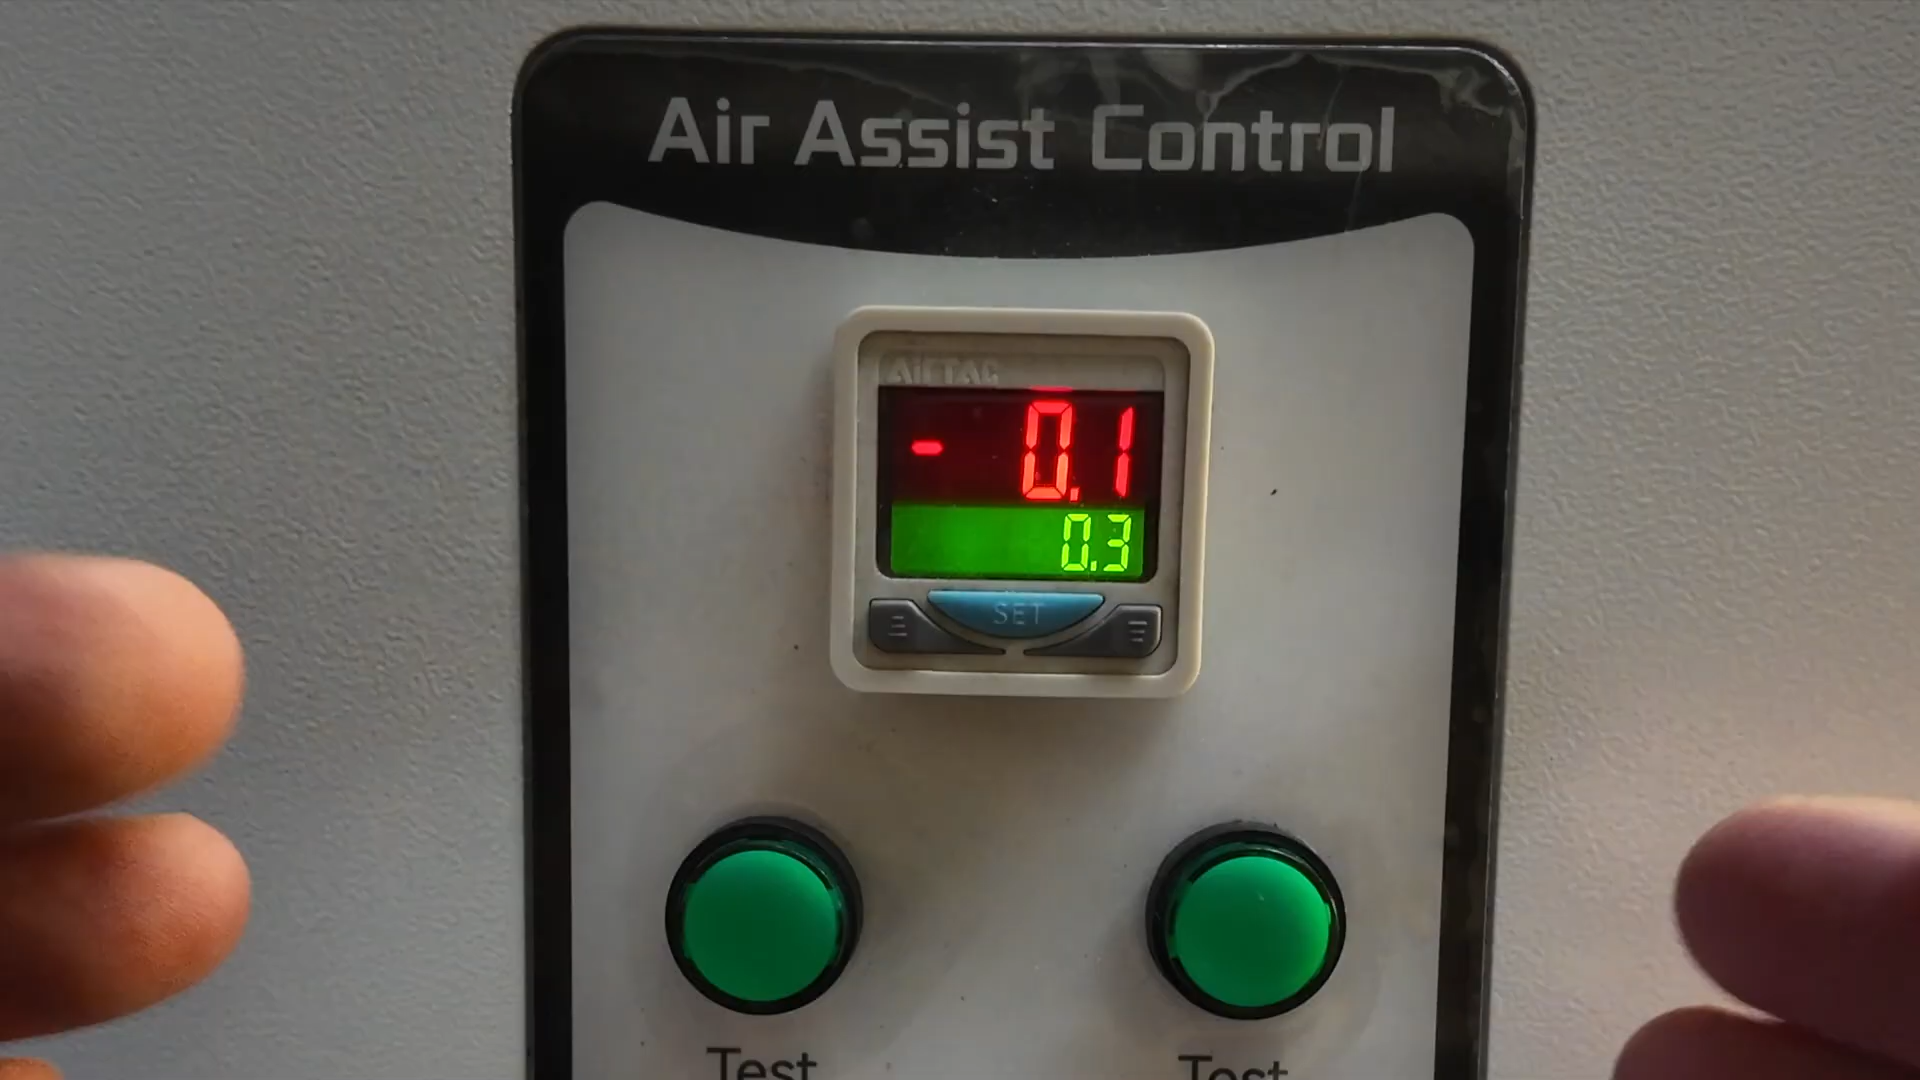 Air Assist Control
AirTAC
- 0.1
0.3
SET
Test Test